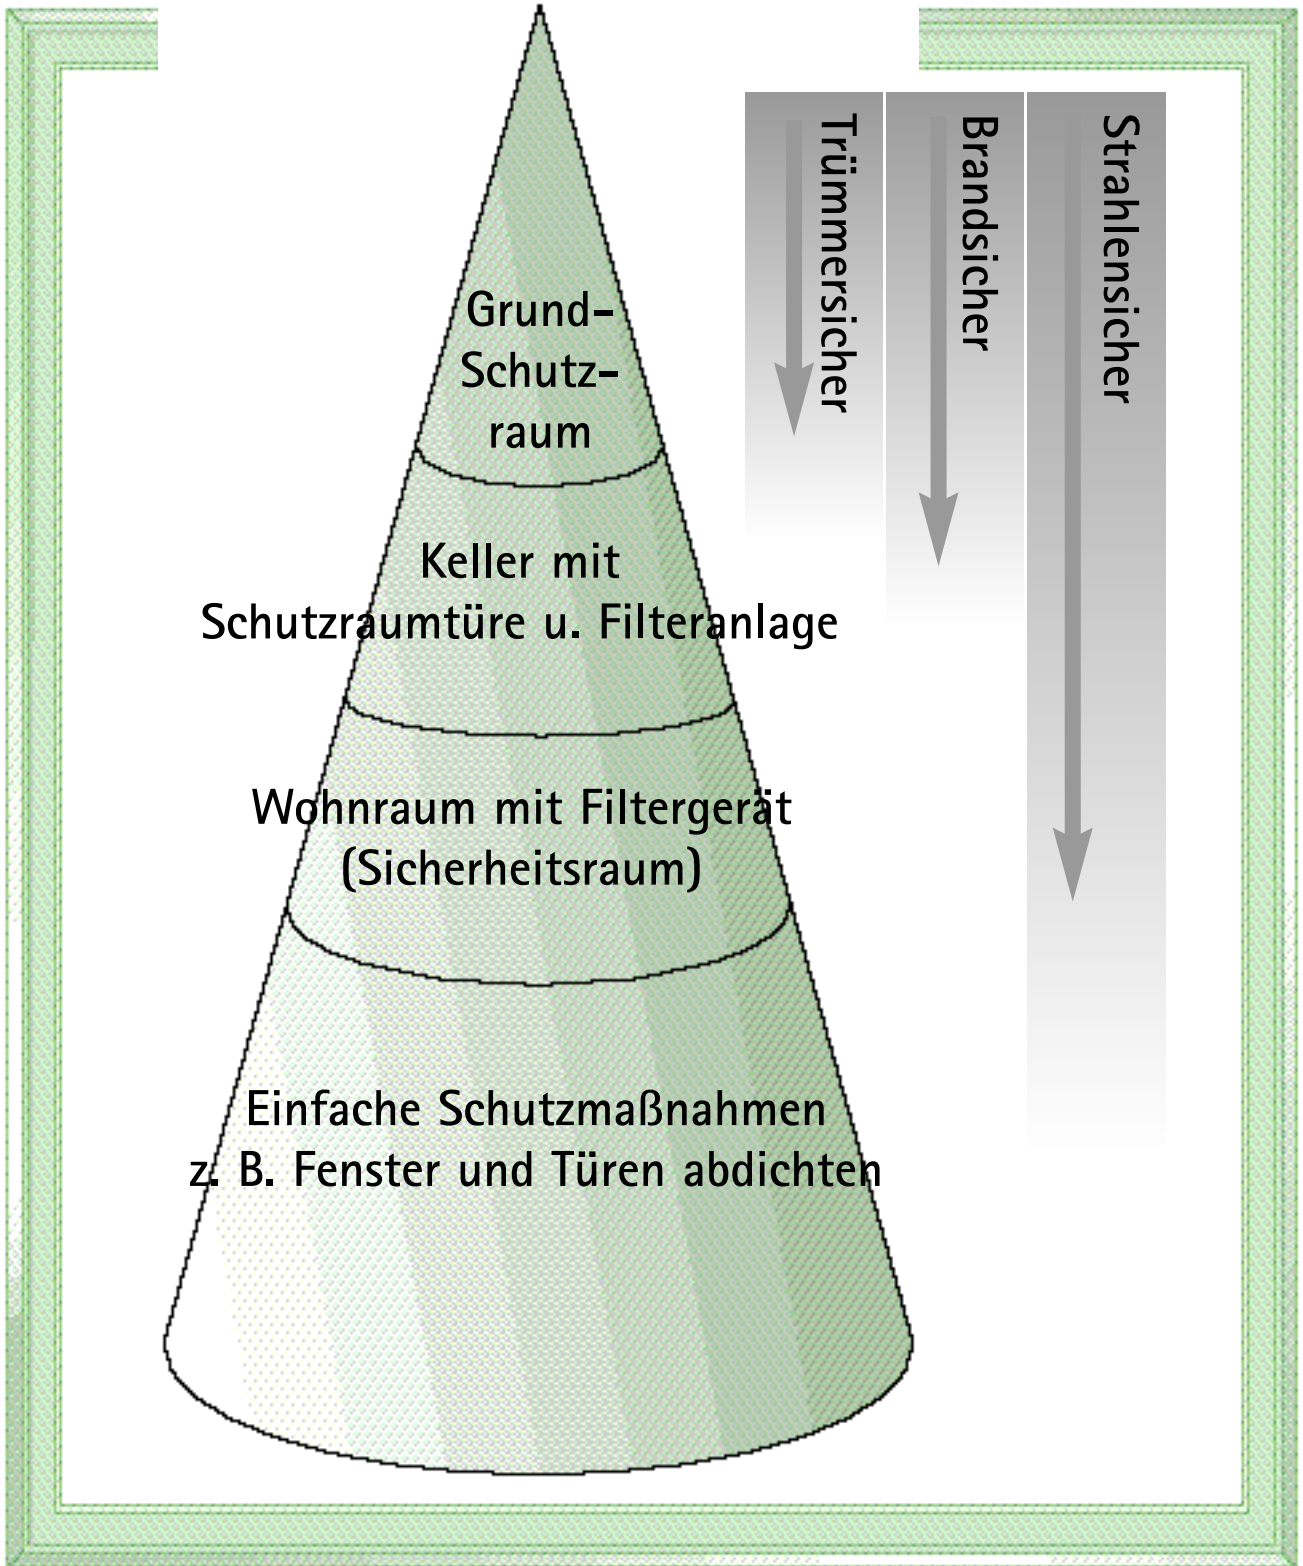 Grund-
Schutz-
raum
Keller mit
Schutzraumtüre u. Filteranlage
Wohnraum mit Filtergerät
(Sicherheitsraum)
Einfache Schutzmaßnahmen
z. B. Fenster und Türen abdichten
Trümmersicher
Brandsicher
Strahlensicher